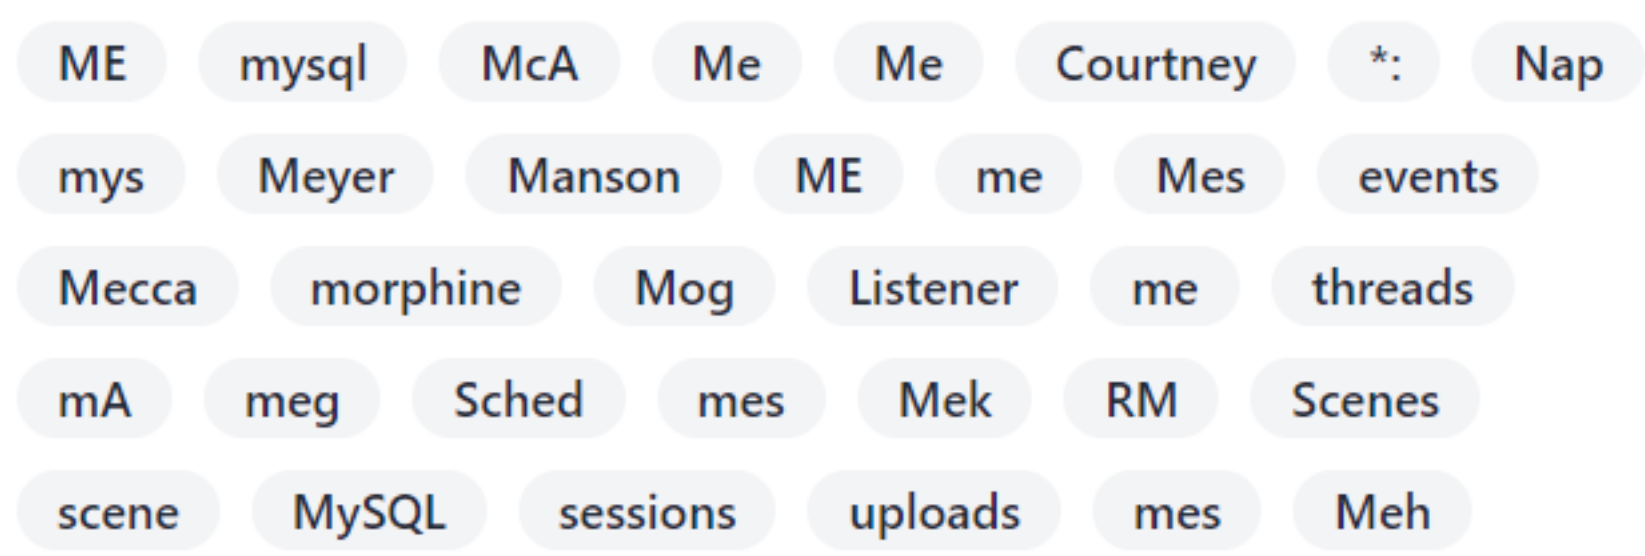 ME mysql McA Me Me Courtney *: Nap
mys Meyer Manson ME me Mes events
Mecca morphine Mog Listener me threads
mA meg Sched mes Mek RM Scenes
scene MySQL sessions uploads mes Meh